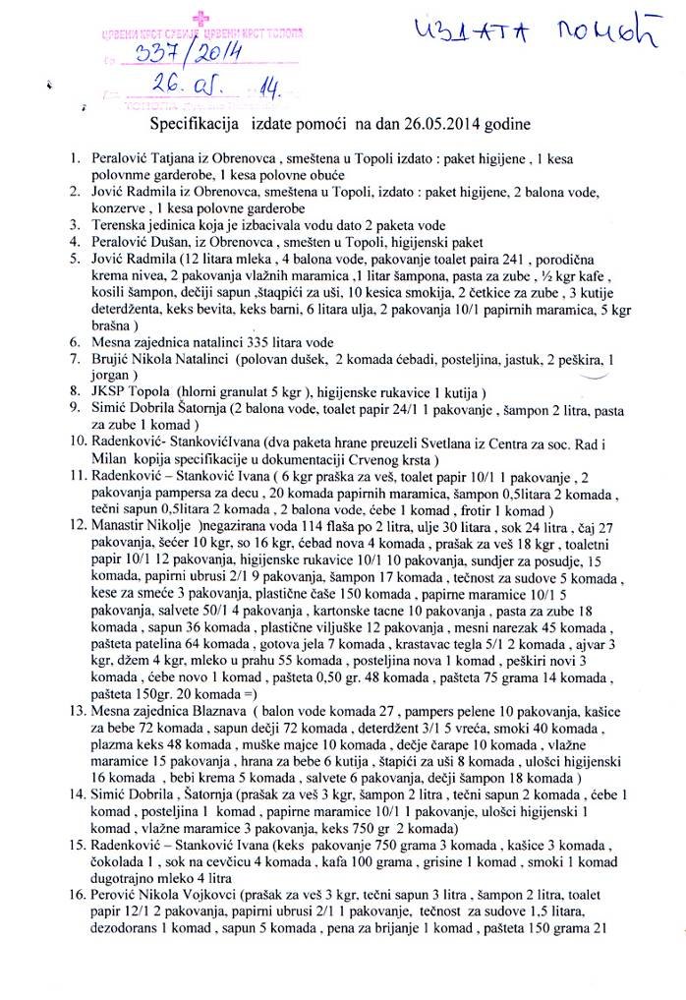 ЦРВЕНИ КРСТ СРБИЈЕ ЦРВЕНИ КРСТ ТОПОЛА
337/2014
26. 05. 14.
ИЗДАТА ПОМОЋ
Specifikacija izdate pomoći na dan 26.05.2014 godine
1. Peralović Tatjana iz Obrenovca , smeštena u Topoli izdato : paket higijene , 1 kesa
polovnme garderobe, 1 kesa polovne obuće
2. Jović Radmila iz Obrenovca, smeštena u Topoli, izdato : paket higijene, 2 balona vode,
konzerve , 1 kesa polovne garderobe
3. Terenska jedinica koja je izbacivala vodu dato 2 paketa vode
4. Peralović Dušan, iz Obrenovca , smešten u Topoli, higijenski paket
5. Jović Radmila (12 litara mleka , 4 balona vode, pakovanje toalet paira 241 , porodična
krema nivea, 2 pakovanja vlažnih maramica ,1 litar šampona, pasta za zube , ½ kgr kafe ,
kosili šampon, dečiji sapun ,štaqpići za uši, 10 kesica smokija, 2 četkice za zube , 3 kutije
deterdženta, keks bevita, keks barni, 6 litara ulja, 2 pakovanja 10/1 papirnih maramica, 5 kgr
brašna )
6. Mesna zajednica natalinci 335 litara vode
7. Brujić Nikola Natalinci (polovan dušek, 2 komada ćebadi, posteljina, jastuk, 2 peškira, 1
jorgan )
8. JKSP Topola (hlorni granulat 5 kgr ), higijenske rukavice 1 kutija )
9. Simić Dobrila Šatornja (2 balona vode, toalet papir 24/1 1 pakovanje , šampon 2 litra, pasta
za zube 1 komad )
10. Radenković- StankovićIvana (dva paketa hrane preuzeli Svetlana iz Centra za soc. Rad i
Milan kopija specifikacije u dokumentaciji Crvenog krsta )
11. Radenković – Stanković Ivana ( 6 kgr praška za veš, toalet papir 10/1 1 pakovanje , 2
pakovanja pampersa za decu , 20 komada papirnih maramica, šampon 0,5litara 2 komada ,
tečni sapun 0,5litara 2 komada , 2 balona vode, ćebe 1 komad , frotir 1 komad )
12. Manastir Nikolje )negazirana voda 114 flaša po 2 litra, ulje 30 litara , sok 24 litra , čaj 27
pakovanja, šećer 10 kgr, so 16 kgr, ćebad nova 4 komada , prašak za veš 18 kgr , toaletni
papir 10/1 12 pakovanja, higijenske rukavice 10/1 10 pakovanja, sundjer za posudje, 15
komada, papirni ubrusi 2/1 9 pakovanja, šampon 17 komada , tečnost za sudove 5 komada ,
kese za smeće 3 pakovanja, plastične čaše 150 komada , papirne maramice 10/1 5
pakovanja, salvete 50/1 4 pakovanja , kartonske tacne 10 pakovanja , pasta za zube 18
komada , sapun 36 komada , plastične viljuške 12 pakovanja , mesni narezak 45 komada ,
pašteta patelina 64 komada , gotova jela 7 komada , krastavac tegla 5/1 2 komada , ajvar 3
kgr, džem 4 kgr, mleko u prahu 55 komada , posteljina nova 1 komad , peškiri novi 3
komada , ćebe novo 1 komad , pašteta 0,50 gr. 48 komada , pašteta 75 grama 14 komada ,
pašteta 150gr. 20 komada =)
13. Mesna zajednica Blaznava ( balon vode komada 27 , pampers pelene 10 pakovanja, kašice
za bebe 72 komada , sapun dečji 72 komada , deterdžent 3/1 5 vreća, smoki 40 komada ,
plazma keks 48 komada , muške majce 10 komada , dečje čarape 10 komada , vlažne
maramice 15 pakovanja , hrana za bebe 6 kutija , štapići za uši 8 komada , ulošci higijenski
16 komada , bebi krema 5 komada , salvete 6 pakovanja, dečji šampon 18 komada )
14. Simić Dobrila , Šatornja (prašak za veš 3 kgr, šampon 2 litra , tečni sapun 2 komada , ćebe 1
komad , posteljina 1 komad , papirne maramice 10/1 1 pakovanje, ulošci higijenski 1
komad , vlažne maramice 3 pakovanja, keks 750 gr 2 komada)
15. Radenković – Stanković Ivana (keks pakovanje 750 grama 3 komada , kašice 3 komada ,
čokolada 1 , sok na cevčicu 4 komada , kafa 100 grama , grisine 1 komad , smoki 1 komad
dugotrajno mleko 4 litra
16. Perović Nikola Vojkovci (prašak za veš 3 kgr, tečni sapun 3 litra , šampon 2 litra, toalet
papir 12/1 2 pakovanja, papirni ubrusi 2/1 1 pakovanje, tečnost za sudove 1,5 litara,
dezodorans 1 komad , sapun 5 komada , pena za brijanje 1 komad , pašteta 150 grama 21